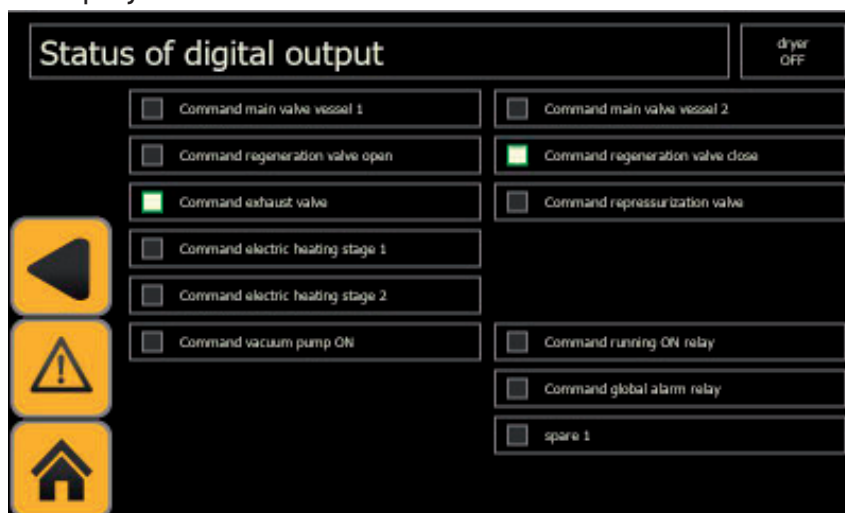 Status of digital output
dryer
OFF
Command main valve vessel 1
Command main valve vessel 2
Command regeneration valve open
Command regeneration valve close
Command exhaust valve
Command repressurization valve
Command electric heating stage 1
Command electric heating stage 2
Command vacuum pump ON
Command running ON relay
Command global alarm relay
spare 1